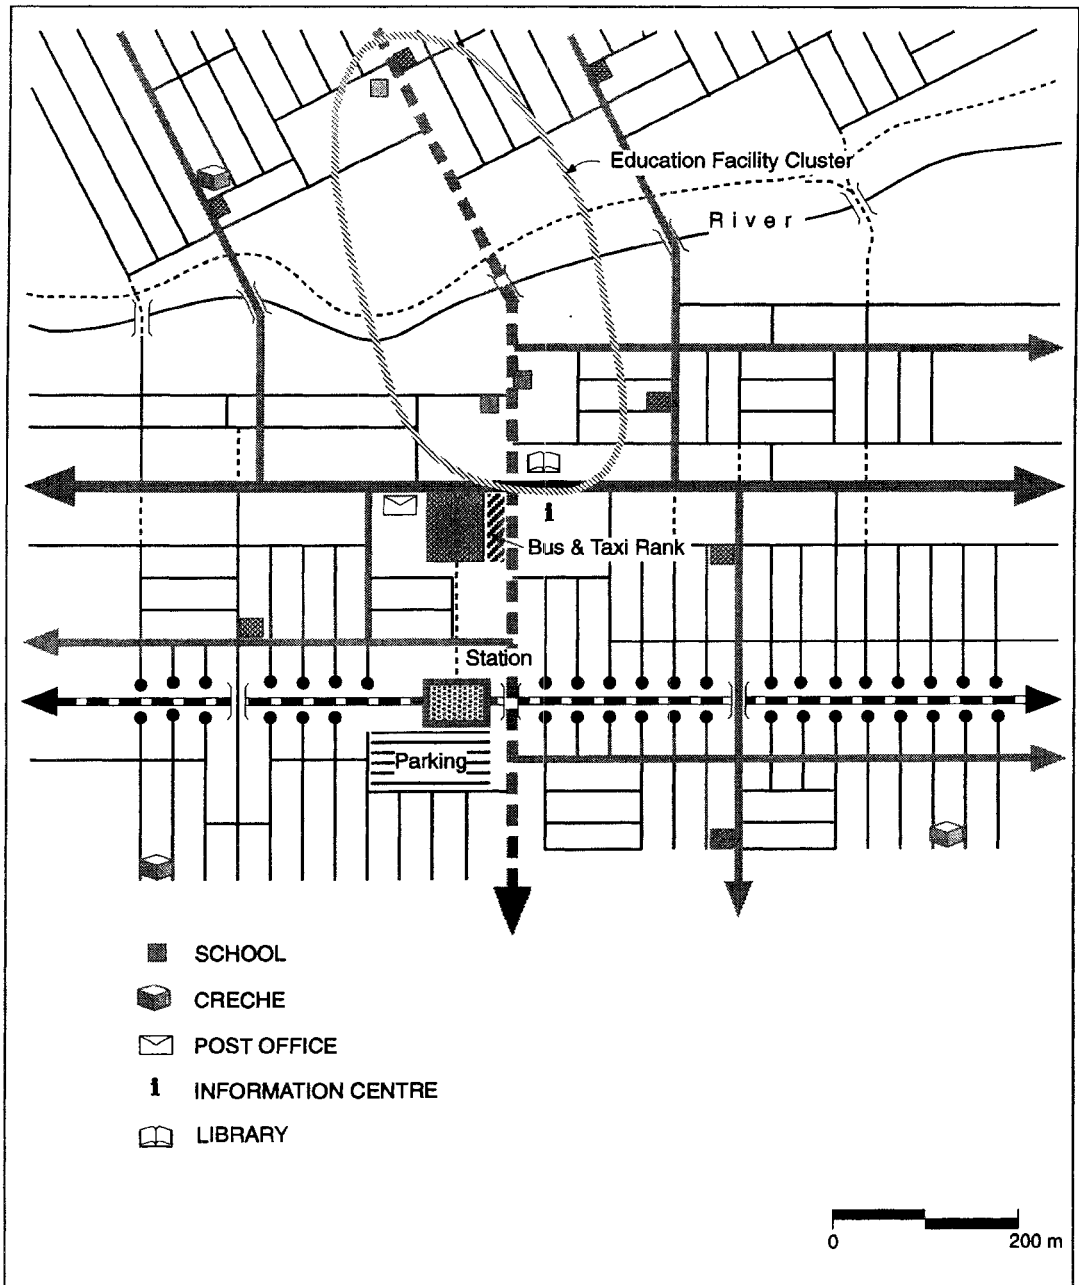 Education Facility Cluster
River
i
Bus & Taxi Rank
Station
Parking
SCHOOL
CRECHE
POST OFFICE
i INFORMATION CENTRE
LIBRARY
0 200 m